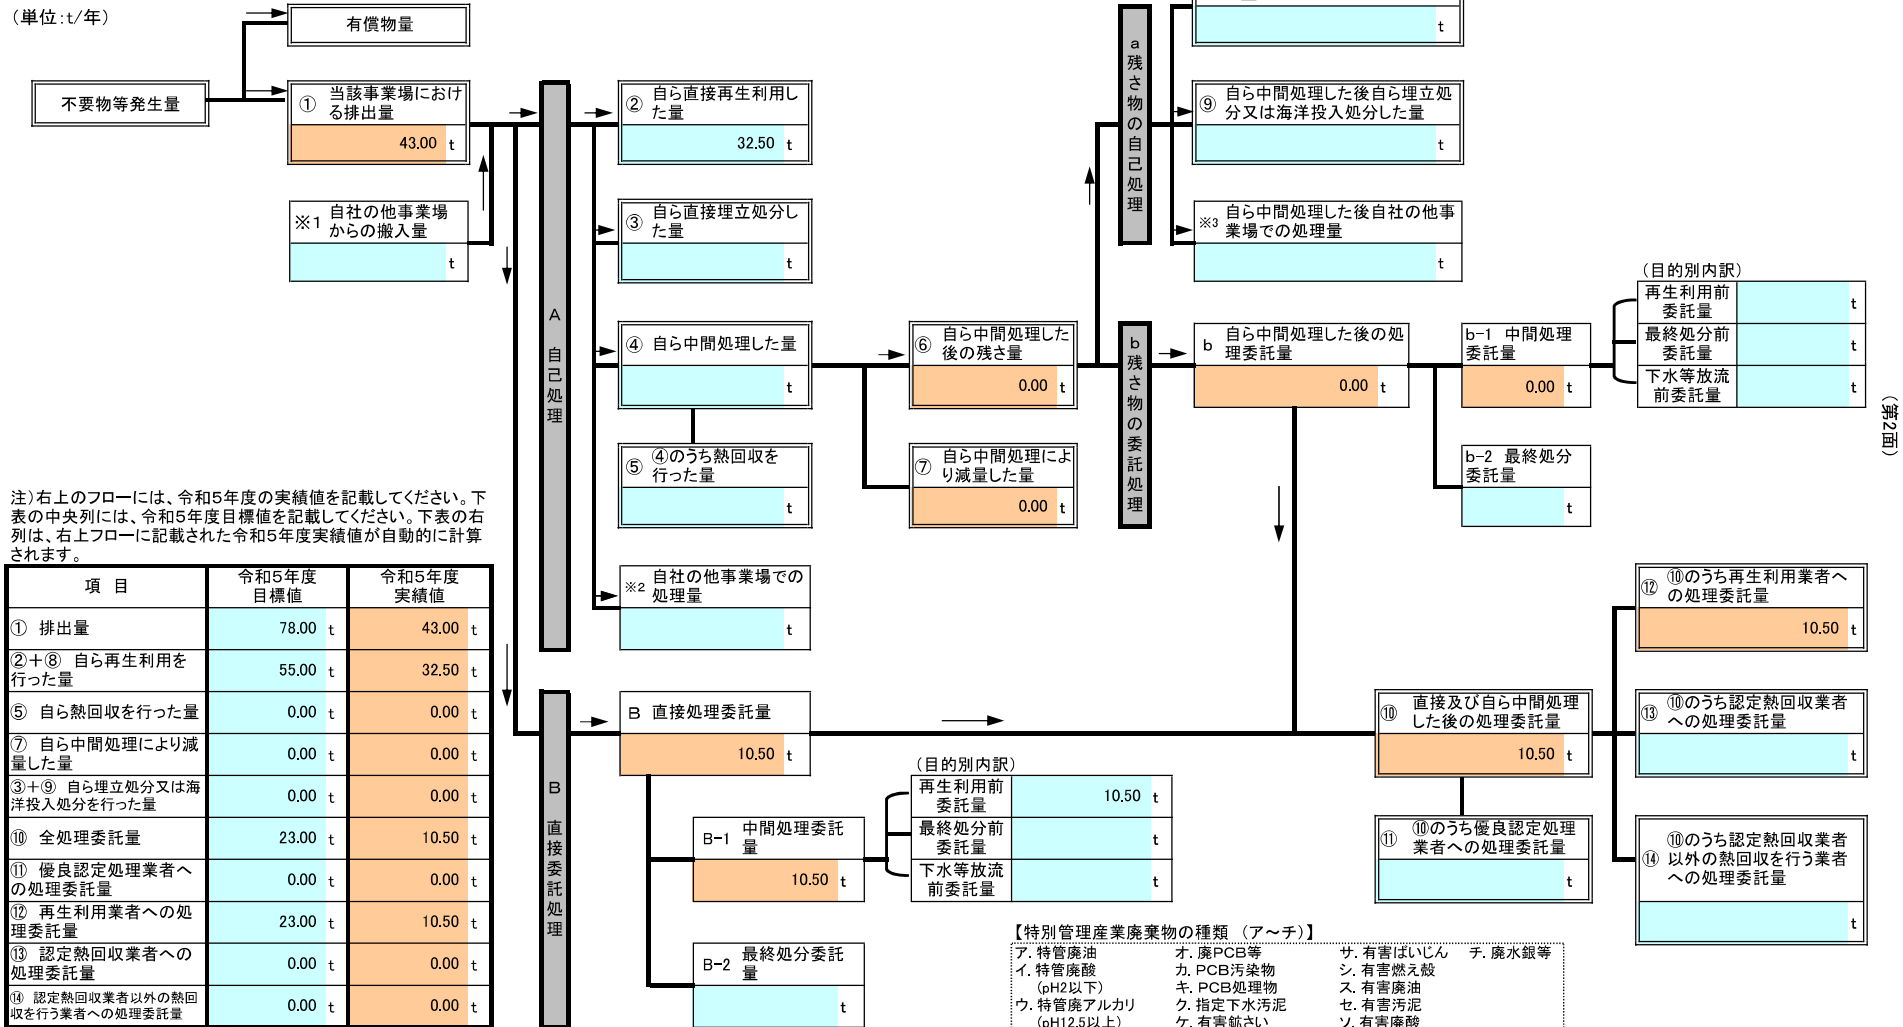 （単位:t/年）
有償物量
不要物等発生量
① 当該事業場におけ
る排出量
43.00 t
※1 自社の他事業場
からの搬入量
t
A 自己処理
② 自ら直接再生利用し
た量
32.50 t
③ 自ら直接埋立処分し
た量
t
④ 自ら中間処理した量
t
⑤ ④のうち熱回収を
行った量
t
※2 自社の他事業場での
処理量
t
⑥ 自ら中間処理した
後の残さ量
0.00 t
⑦ 自ら中間処理によ
り減量した量
0.00 t
a 残さ物の自己処理
t
⑨ 自ら中間処理した後自ら埋立処
分又は海洋投入処分した量
t
※3 自ら中間処理した後自社の他事
業場での処理量
t
b 残さ物の委託処理
b 自ら中間処理した後の処
理委託量
0.00 t
b-1 中間処理
委託量
0.00 t
（目的別内訳）
再生利用前
委託量
t
最終処分前
委託量
t
下水等放流
前委託量
t
b-2 最終処分
委託量
t
（第2面）
注）右上のフローには、令和5年度の実績値を記載してください。下
表の中央列には、令和5年度目標値を記載してください。下表の右
列は、右上フローに記載された令和5年度実績値が自動的に計算
されます。
項 目 令和5年度 令和5年度
目標値 実績値
① 排出量 78.00 t 43.00 t
②＋⑧ 自ら再生利用を
行った量 55.00 t 32.50 t
⑤ 自ら熱回収を行った量 0.00 t 0.00 t
⑦ 自ら中間処理により減
量した量 0.00 t 0.00 t
③＋⑨ 自ら埋立処分又は海
洋投入処分を行った量 0.00 t 0.00 t
⑩ 全処理委託量 23.00 t 10.50 t
⑪ 優良認定処理業者へ
の処理委託量 0.00 t 0.00 t
⑫ 再生利用業者への処
理委託量 23.00 t 10.50 t
⑬ 認定熱回収業者への
処理委託量 0.00 t 0.00 t
⑭ 認定熱回収業者以外の熱回
収を行う業者への処理委託量 0.00 t 0.00 t
B 直接委託処理
B 直接処理委託量
10.50 t
B-1 中間処理委託
量
10.50 t
（目的別内訳）
再生利用前
委託量
10.50 t
最終処分前
委託量
t
下水等放流
前委託量
t
B-2 最終処分委託
量
t
⑩ 直接及び自ら中間処理
した後の処理委託量
10.50 t
⑪ ⑩のうち優良認定処理
業者への処理委託量
t
⑫ ⑩のうち再生利用業者へ
の処理委託量
10.50 t
⑬ ⑩のうち認定熱回収業者
への処理委託量
t
⑭ ⑩のうち認定熱回収業者
以外の熱回収を行う業者
への処理委託量
t
【特別管理産業廃棄物の種類 （ア～チ）】
ア. 特管廃油 オ. 廃PCB等 サ. 有害ばいじん チ. 廃水銀等
イ. 特管廃酸 カ. PCB汚染物 シ. 有害燃え殻
（pH2以下） キ. PCB処理物 ス. 有害廃油
ウ. 特管廃アルカリ ク. 指定下水汚泥 セ. 有害汚泥
（pH12.5以上） ケ. 有害鉱さい ソ. 有害廃酸